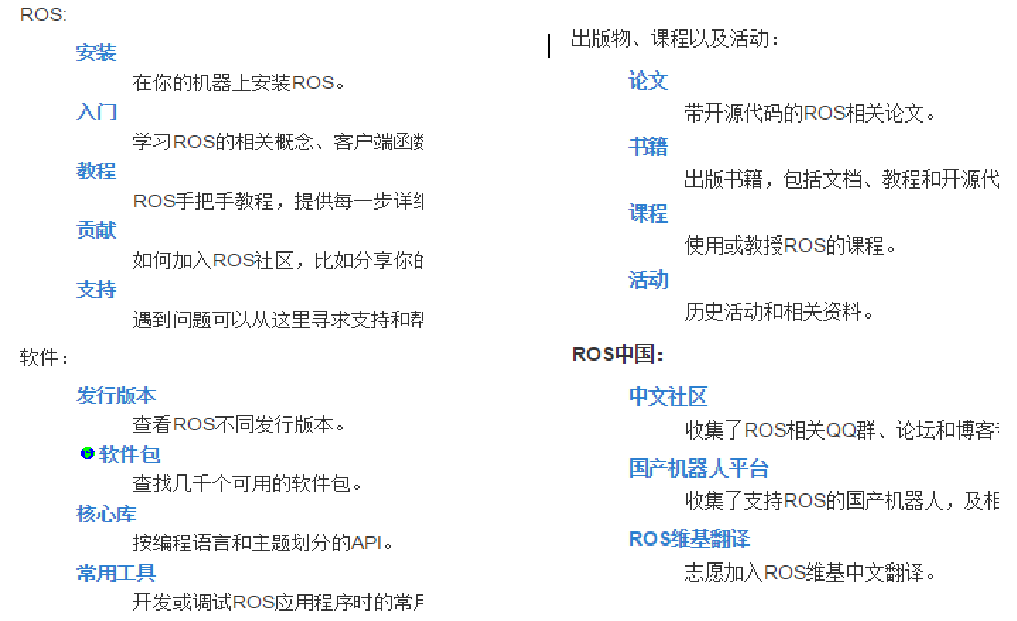 ROS:
安装
在你的机器上安装ROS。
入门
学习ROS的相关概念、客户端函数
教程
ROS手把手教程，提供每一步详细
贡献
如何加入ROS社区，比如分享你的
支持
遇到问题可以从这里寻求支持和帮
软件：
发行版本
查看ROS不同发行版本。
软件包
查找几千个可用的软件包。
核心库
按编程语言和主题划分的API。
常用工具
开发或调试ROS应用程序时的常用
出版物、课程以及活动：
论文
带开源代码的ROS相关论文。
书籍
出版书籍，包括文档、教程和开源代
课程
使用或教授ROS的课程。
活动
历史活动和相关资料。
ROS中国：
中文社区
收集了ROS相关QQ群、论坛和博客
国产机器人平台
收集了支持ROS的国产机器人，及相
ROS维基翻译
志愿加入ROS维基中文翻译。